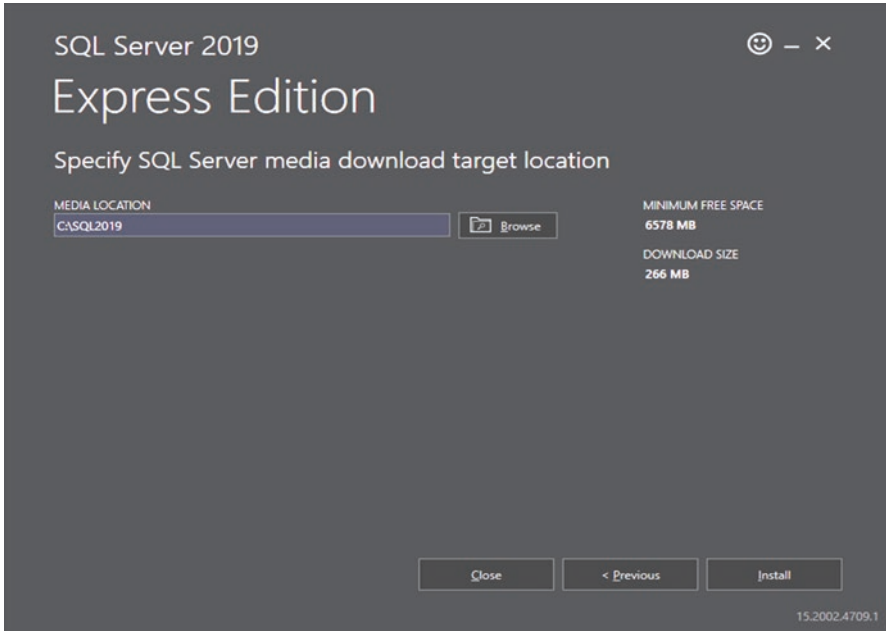 SQL Server 2019
Express Edition
Specify SQL Server media download target location
MEDIA LOCATION
C:\SQL2019
Browse
MINIMUM FREE SPACE
6578 MB
DOWNLOAD SIZE
266 MB
Close
< Previous
Install
15.2002.4709.1